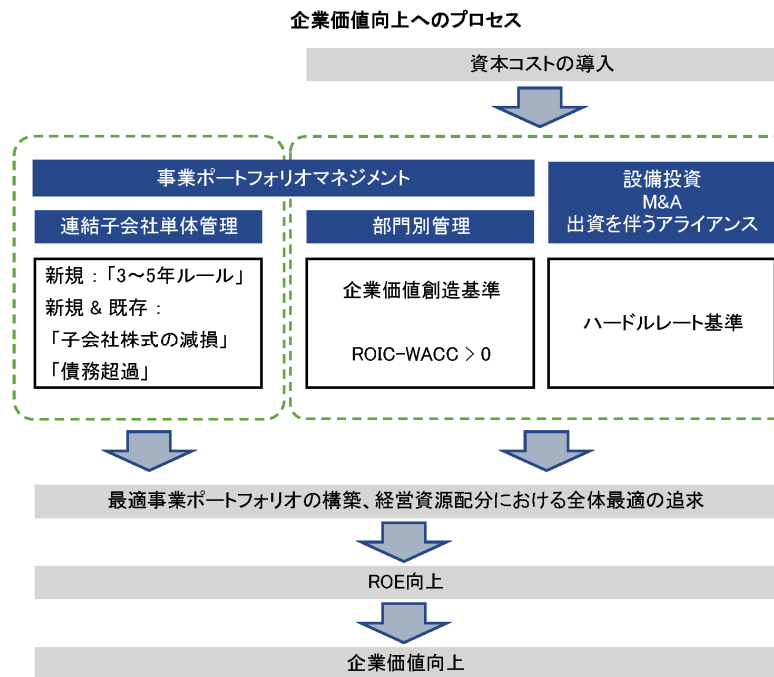 企業価値向上へのプロセス
資本コストの導入
事業ポートフォリオマネジメント
設備投資
M&A
出資を伴うアライアンス
連結子会社単体管理
部門別管理
新規：「3～5年ルール」
新規 & 既存：
「子会社株式の減損」
「債務超過」
企業価値創造基準
ROIC-WACC > 0
ハードルレート基準
最適事業ポートフォリオの構築、経営資源配分における全体最適の追求
ROE向上
企業価値向上